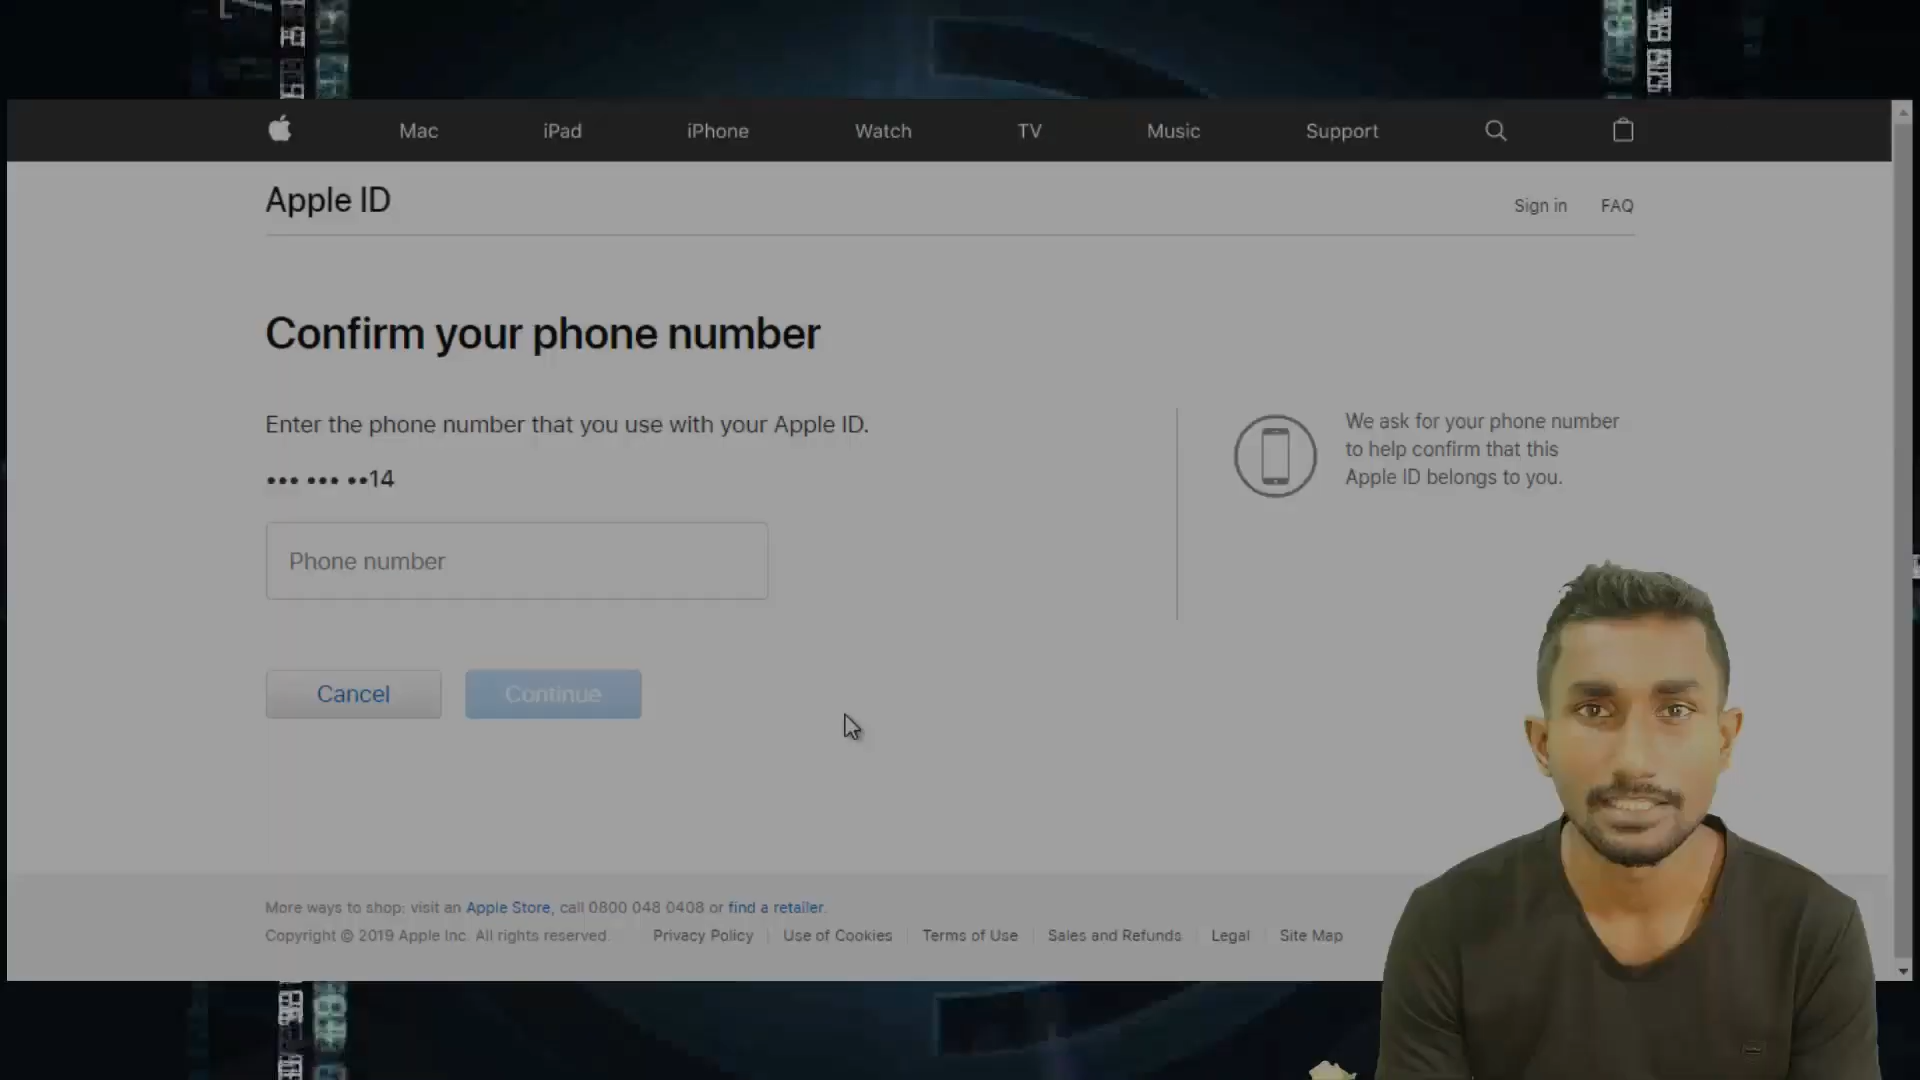 Mac iPad iPhone Watch TV Music Support
Apple ID
Sign in FAQ
Confirm your phone number
Enter the phone number that you use with your Apple ID.
••• ••• ••14
Phone number
Cancel Continue
We ask for your phone number
to help confirm that this
Apple ID belongs to you.
More ways to shop: visit an Apple Store, call 0800 048 0408 or find a retailer.
Copyright © 2019 Apple Inc. All rights reserved. Privacy Policy Use of Cookies Terms of Use Sales and Refunds Legal Site Map